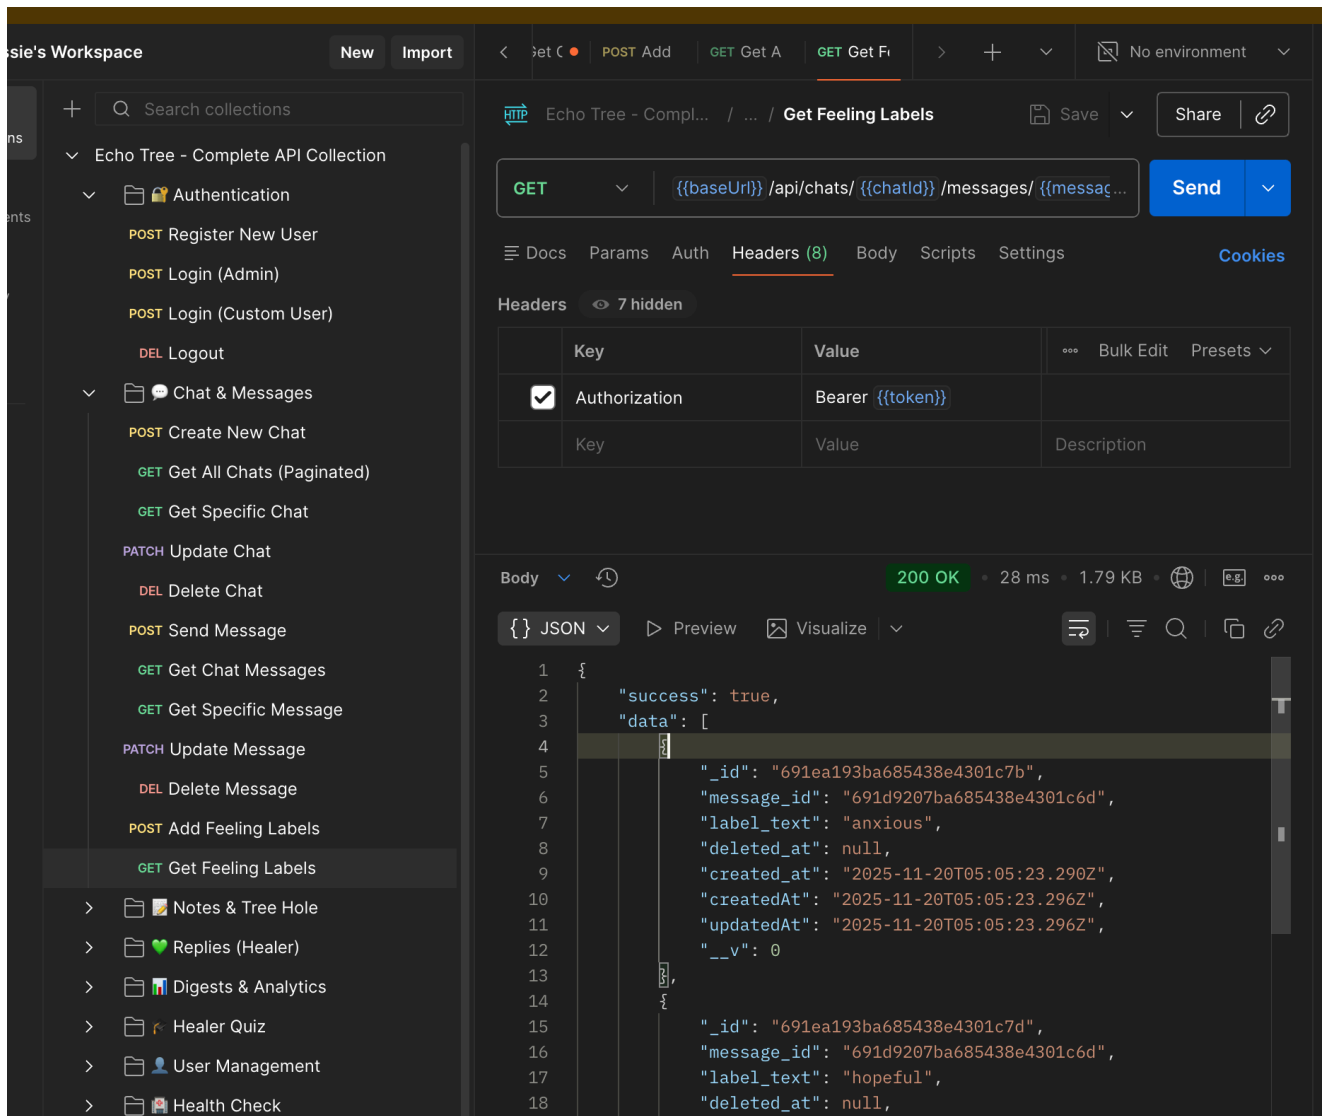 ssie's Workspace
New
Import
ns
ents
Search collections
Echo Tree - Complete API Collection
Authentication
POST Register New User
POST Login (Admin)
POST Login (Custom User)
DEL Logout
Chat & Messages
POST Create New Chat
GET Get All Chats (Paginated)
GET Get Specific Chat
PATCH Update Chat
DEL Delete Chat
POST Send Message
GET Get Chat Messages
GET Get Specific Message
PATCH Update Message
DEL Delete Message
POST Add Feeling Labels
GET Get Feeling Labels
Notes & Tree Hole
Replies (Healer)
Digests & Analytics
Healer Quiz
User Management
Health Check
POST Add
GET Get A
GET Get Fe
No environment
HTTP Echo Tree - Compl... / ... / Get Feeling Labels
Save
Share
GET
{{baseUrl}} /api/chats/ {{chatId}} /messages/ {{messag...
Send
Docs Params Auth Headers (8) Body Scripts Settings
Cookies
Headers 7 hidden
Key Value Bulk Edit Presets
Authorization Bearer {{token}}
Key Value Description
Body
200 OK • 28 ms • 1.79 KB
e.g.
{} JSON
Preview
Visualize
1 {
2 "success": true,
3 "data": [
4 {
5 "_id": "691ea193ba685438e4301c7b",
6 "message_id": "691d9207ba685438e4301c6d",
7 "label_text": "anxious",
8 "deleted_at": null,
9 "created_at": "2025-11-20T05:05:23.290Z",
10 "createdAt": "2025-11-20T05:05:23.296Z",
11 "updatedAt": "2025-11-20T05:05:23.296Z",
12 "__v": 0
13 },
14 {
15 "_id": "691ea193ba685438e4301c7d",
16 "message_id": "691d9207ba685438e4301c6d",
17 "label_text": "hopeful",
18 "deleted_at": null,